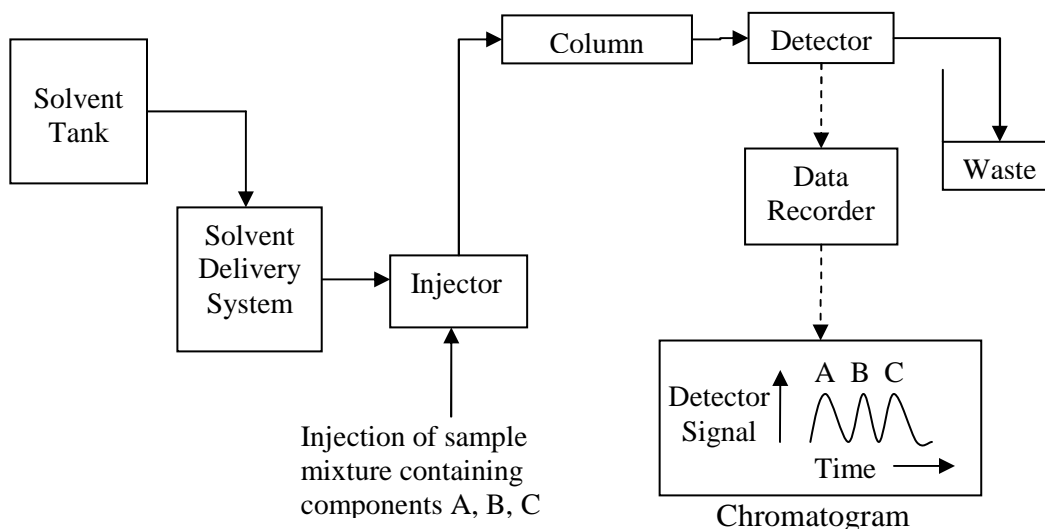 Solvent
Tank
Solvent
Delivery
System
Injector
Injection of sample
mixture containing
components A, B, C
Column
Detector
Waste
Data
Recorder
Detector
Signal
A B C
Time
Chromatogram